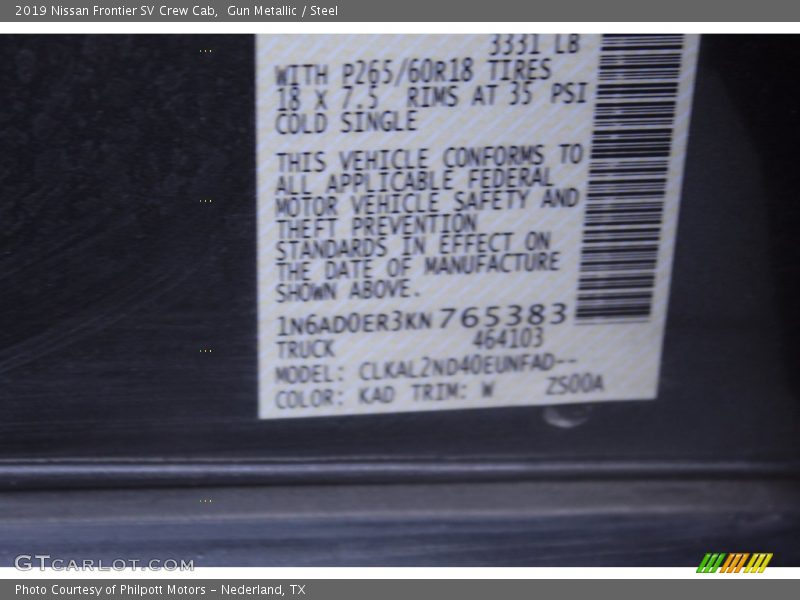 2019 Nissan Frontier SV Crew Cab,  Gun Metallic / Steel
3331 LB
WITH P265/60R18 TIRES
18 X 7.5 RIMS AT 35 PSI
COLD SINGLE
THIS VEHICLE CONFORMS TO
ALL APPLICABLE FEDERAL
MOTOR VEHICLE SAFETY AND
THEFT PREVENTION
STANDARDS IN EFFECT ON
THE DATE OF MANUFACTURE
SHOWN ABOVE.
1N6AD0ER3KN765383
TRUCK 464103
MODEL: CLKAL2ND40EUNFAD--
COLOR: KAD TRIM: W ZS00A
GTCARLOT.COM
Photo Courtesy of Philpott Motors - Nederland, TX